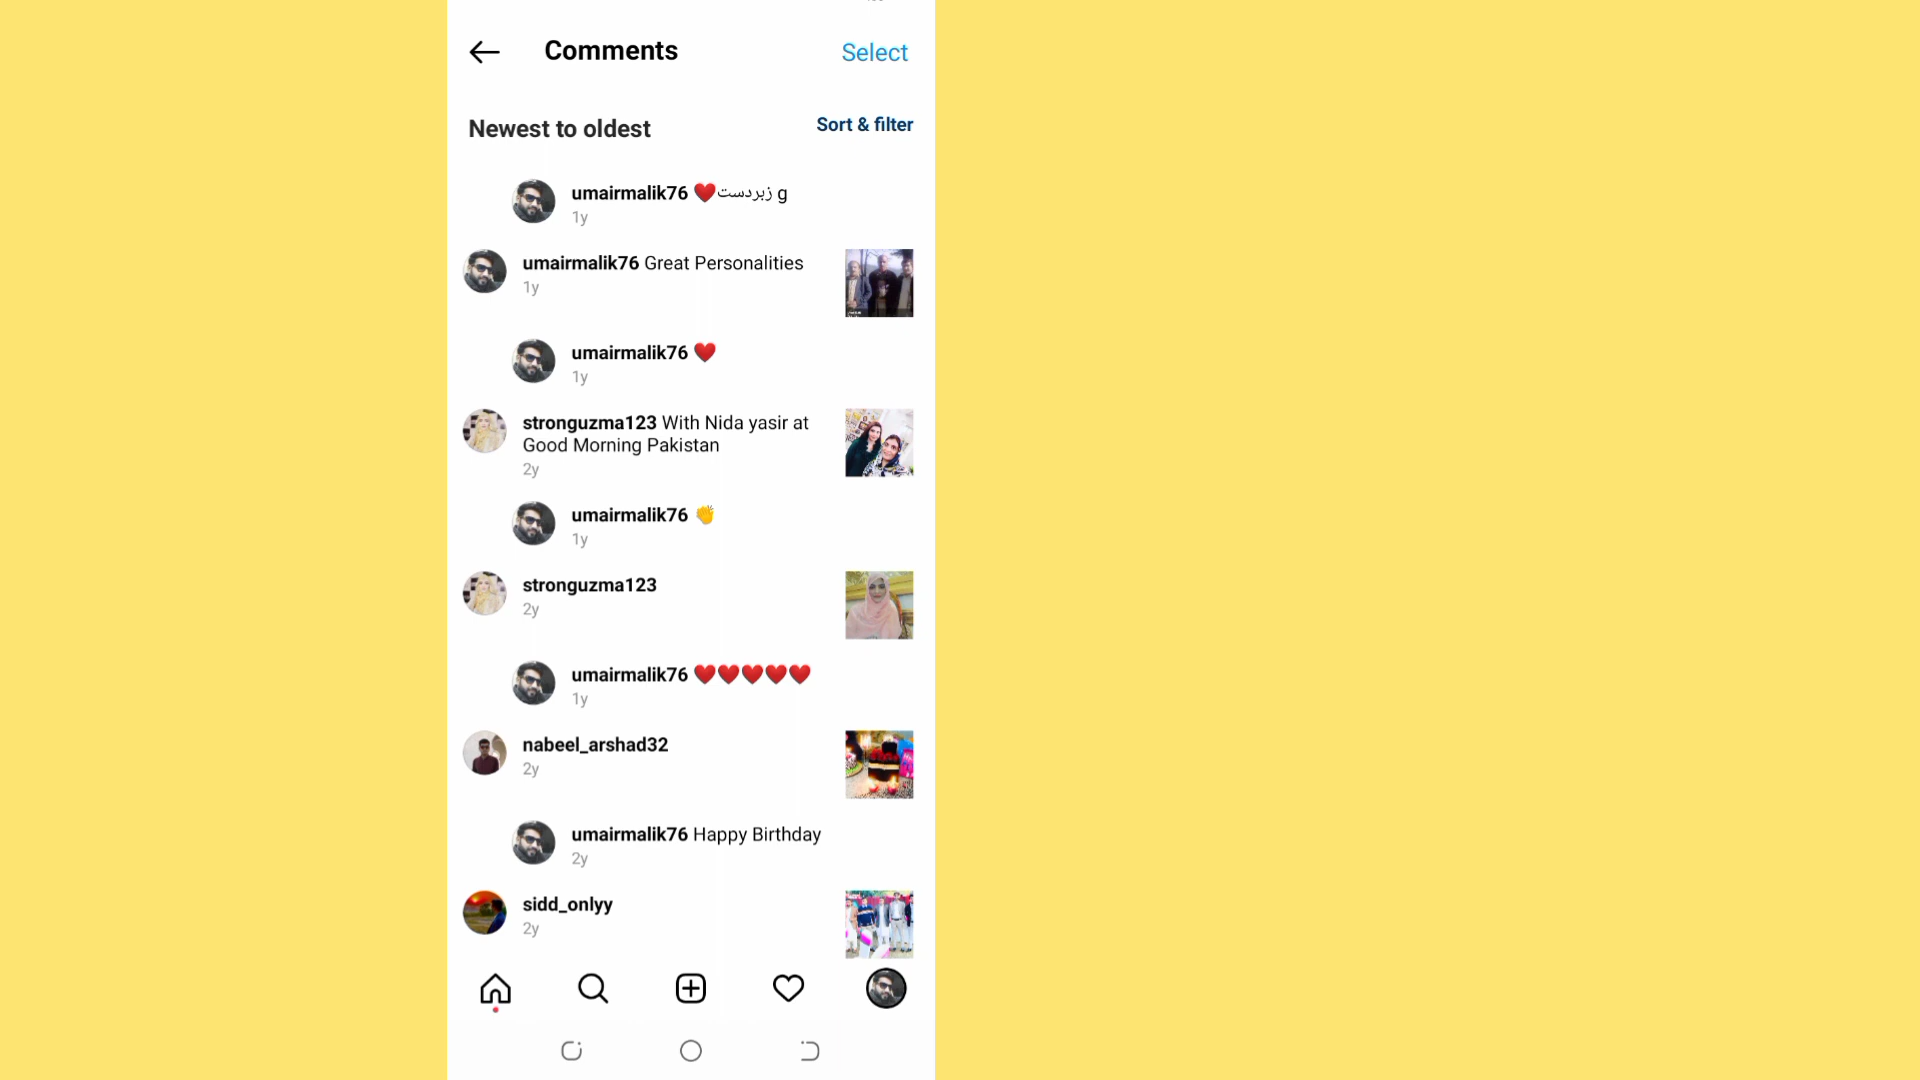 Comments
Select
Newest to oldest
Sort & filter
umairmalik76 ❤️زبردست g
1y
umairmalik76 Great Personalities
1y
umairmalik76 ❤️
1y
stronguzma123 With Nida yasir at
Good Morning Pakistan
2y
umairmalik76 👏
1y
stronguzma123
2y
umairmalik76 ❤️❤️❤️❤️❤️
1y
nabeel_arshad32
2y
umairmalik76 Happy Birthday
2y
sidd_onlyy
2y